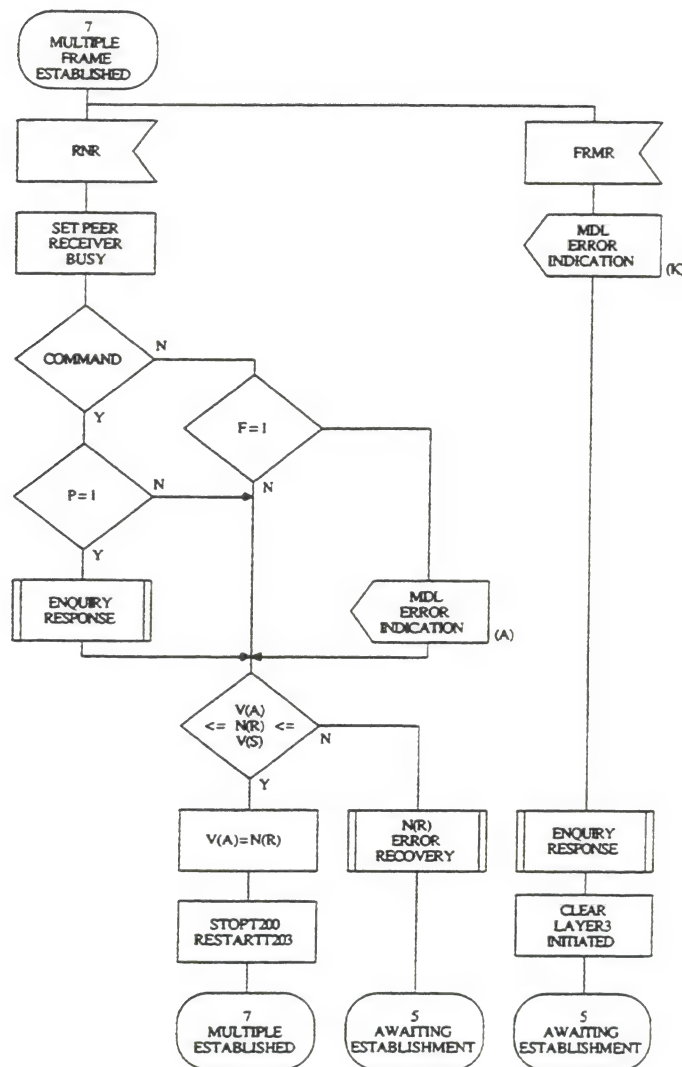 7
MULTIPLE
FRAME
ESTABLISHED
RNR
FRMR
SET PEER
RECEIVER
BUSY
MDL
ERROR
INDICATION
(K)
COMMAND
N
Y
F = 1
N
P = 1
N
Y
ENQUIRY
RESPONSE
MDL
ERROR
INDICATION
(A)
V(A)
<= N(R) <=
V(S)
N
Y
V(A)=N(R)
N(R)
ERROR
RECOVERY
ENQUIRY
RESPONSE
STOPT200
RESTARTT203
CLEAR
LAYER3
INITIATED
7
MULTIPLE
ESTABLISHED
5
AWAITING
ESTABLISHMENT
5
AWAITING
ESTABLISHMENT